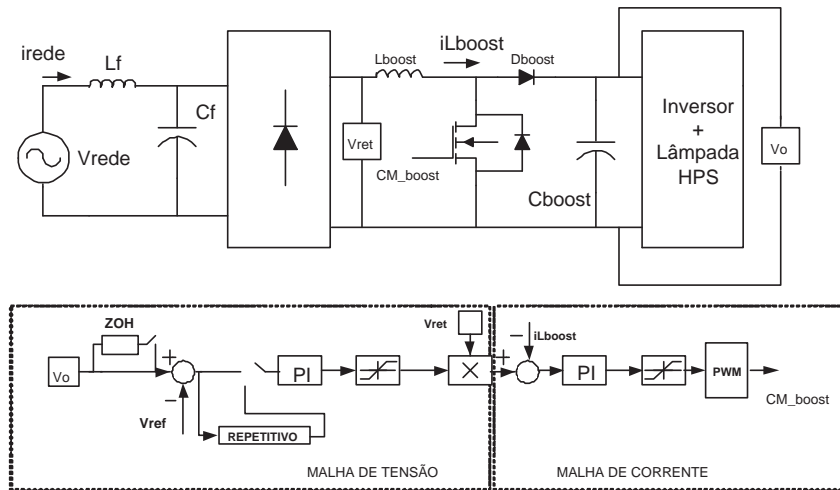 irede
Lf
Cf
Vrede
Lboost
iLboost
Dboost
Vret
CM_boost
Cboost
Inversor
+
Lâmpada
HPS
Vo
ZOH
Vo
+
−
Vref
REPETITIVO
PI
Vret
×
MALHA DE TENSÃO
−
iLboost
+
PI
PWM
CM_boost
MALHA DE CORRENTE